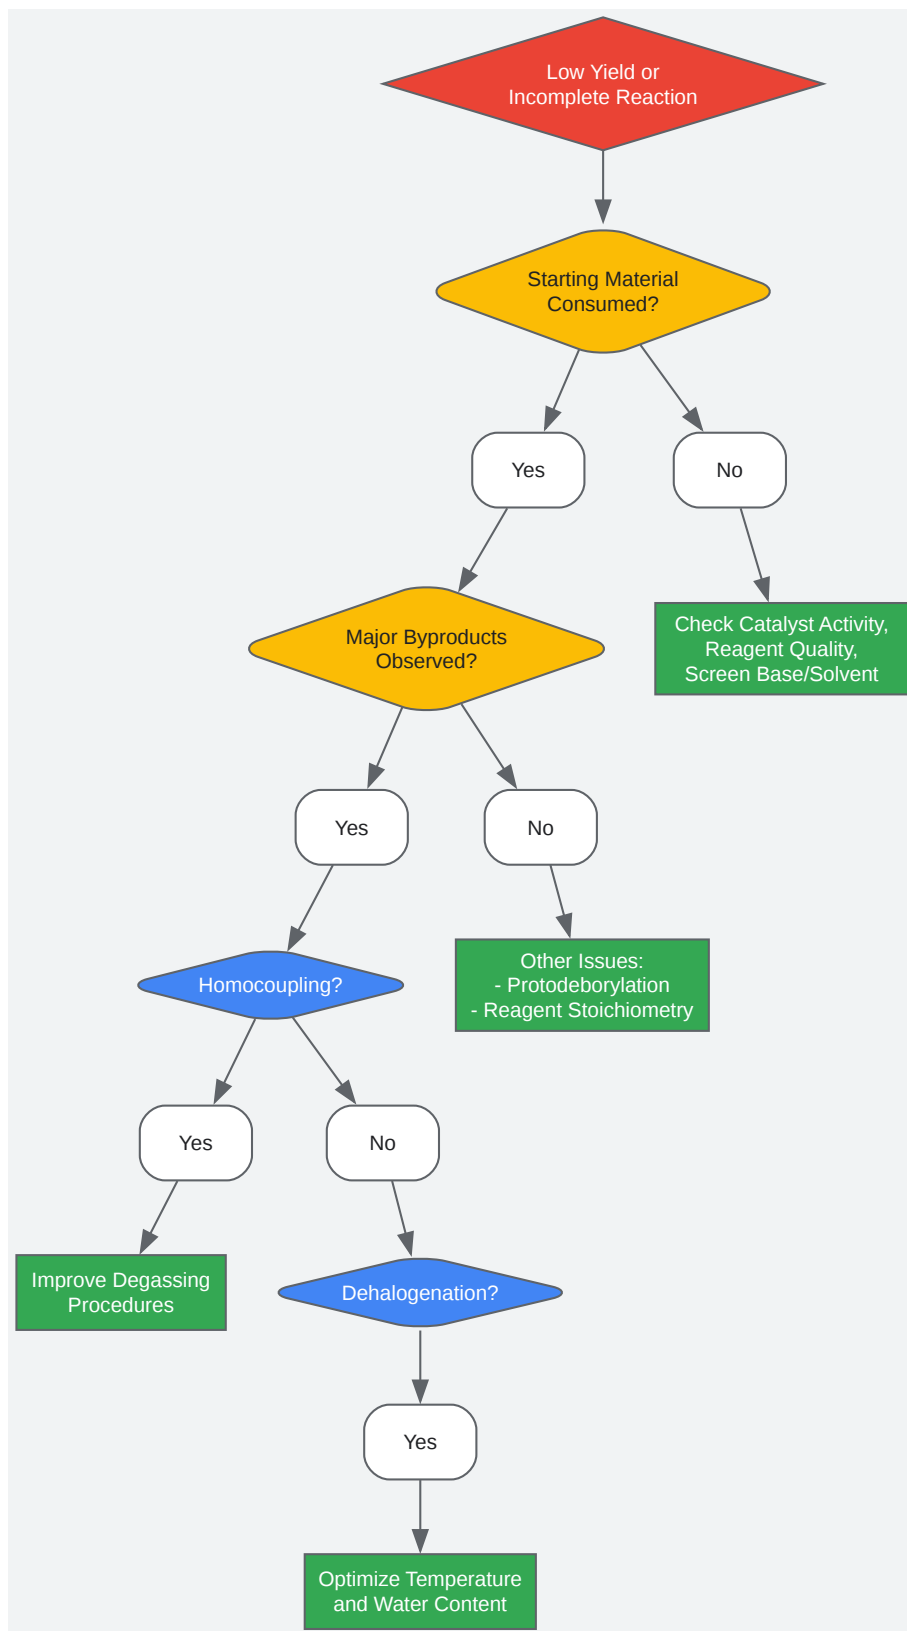 Low Yield or
Incomplete Reaction
Starting Material
Consumed?
Yes
No
Check Catalyst Activity,
Reagent Quality,
Screen Base/Solvent
Major Byproducts
Observed?
Yes
No
Other Issues:
- Protodeborylation
- Reagent Stoichiometry
Homocoupling?
Yes
No
Improve Degassing
Procedures
Dehalogenation?
Yes
Optimize Temperature
and Water Content